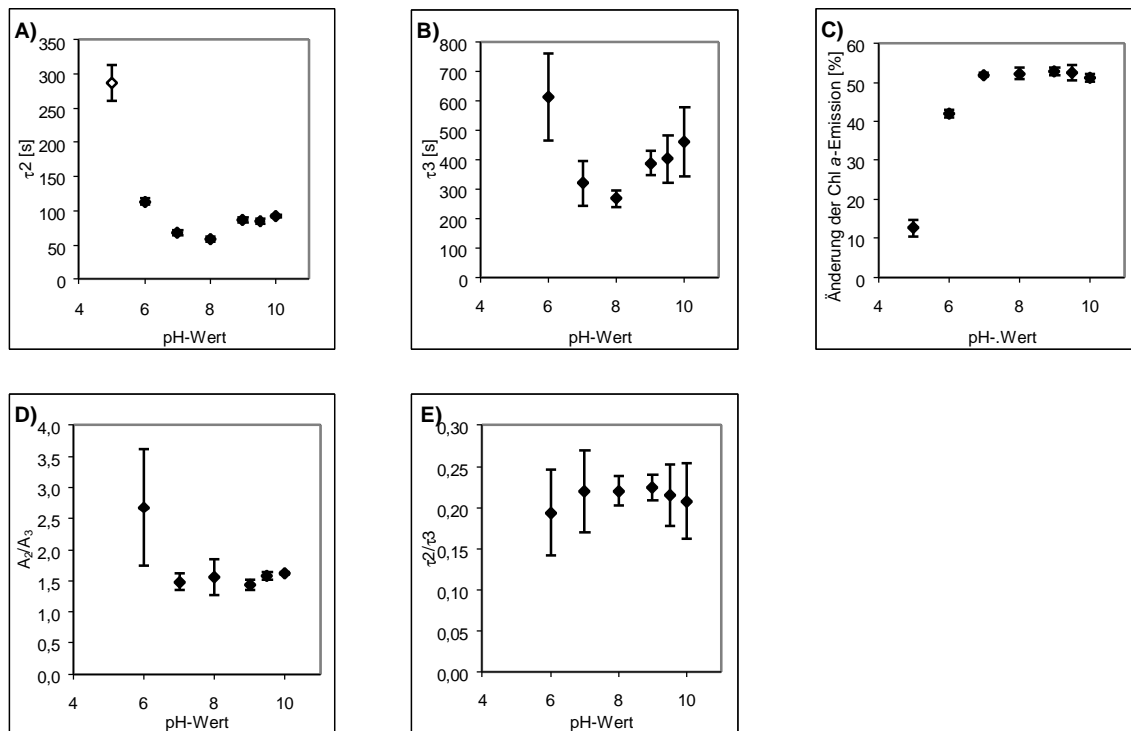 A)
350
300
250
200
150
100
50
0
τ2 [s]
4 6 8 10
pH-Wert
B)
800
700
600
500
400
300
200
100
0
τ3 [s]
4 6 8 10
pH-Wert
C)
60
50
40
30
20
10
0
Änderung der Chl a-Emission [%]
4 6 8 10
pH-.Wert
D)
4,0
3,5
3,0
2,5
2,0
1,5
1,0
0,5
0,0
A₂/A₃
4 6 8 10
pH-Wert
E)
0,30
0,25
0,20
0,15
0,10
0,05
0,00
τ2/τ3
4 6 8 10
pH-Wert